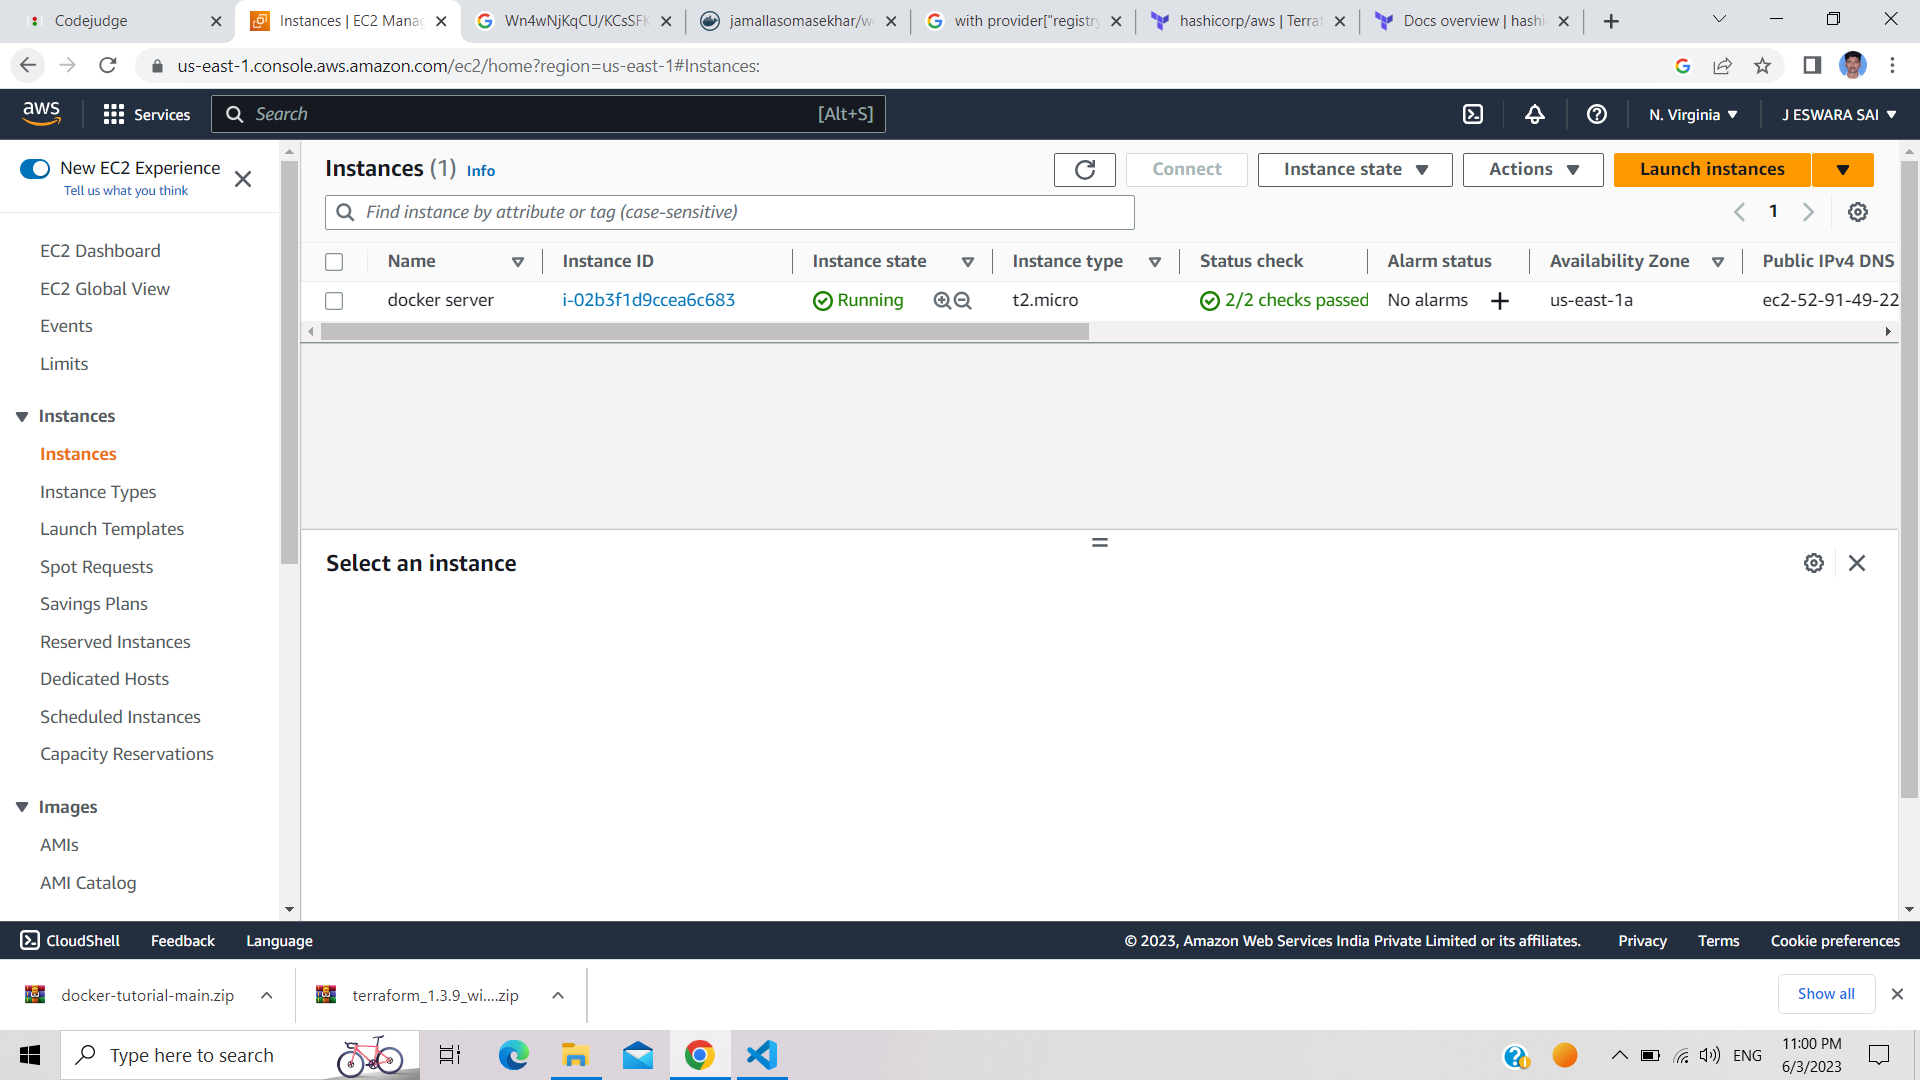 Codejudge
Instances | EC2 Manag
Wn4wNjKqCU/KCsSFK
jamallasomasekhar/w
with provider["registry
hashicorp/aws | Terraf
Docs overview | hashi
us-east-1.console.aws.amazon.com/ec2/home?region=us-east-1#Instances:
aws
Services
Search
[Alt+S]
N. Virginia
J ESWARA SAI
New EC2 Experience
Tell us what you think
EC2 Dashboard
EC2 Global View
Events
Limits
Instances
Instances
Instance Types
Launch Templates
Spot Requests
Savings Plans
Reserved Instances
Dedicated Hosts
Scheduled Instances
Capacity Reservations
Images
AMIs
AMI Catalog
Instances (1) Info
Connect
Instance state
Actions
Launch instances
Find instance by attribute or tag (case-sensitive)
1
Name Instance ID Instance state Instance type Status check Alarm status Availability Zone Public IPv4 DNS
docker server i-02b3f1d9ccea6c683 Running t2.micro 2/2 checks passed No alarms us-east-1a ec2-52-91-49-22
Select an instance
CloudShell Feedback Language
© 2023, Amazon Web Services India Private Limited or its affiliates. Privacy Terms Cookie preferences
docker-tutorial-main.zip
terraform_1.3.9_wi....zip
Show all
Type here to search
ENG
11:00 PM
6/3/2023